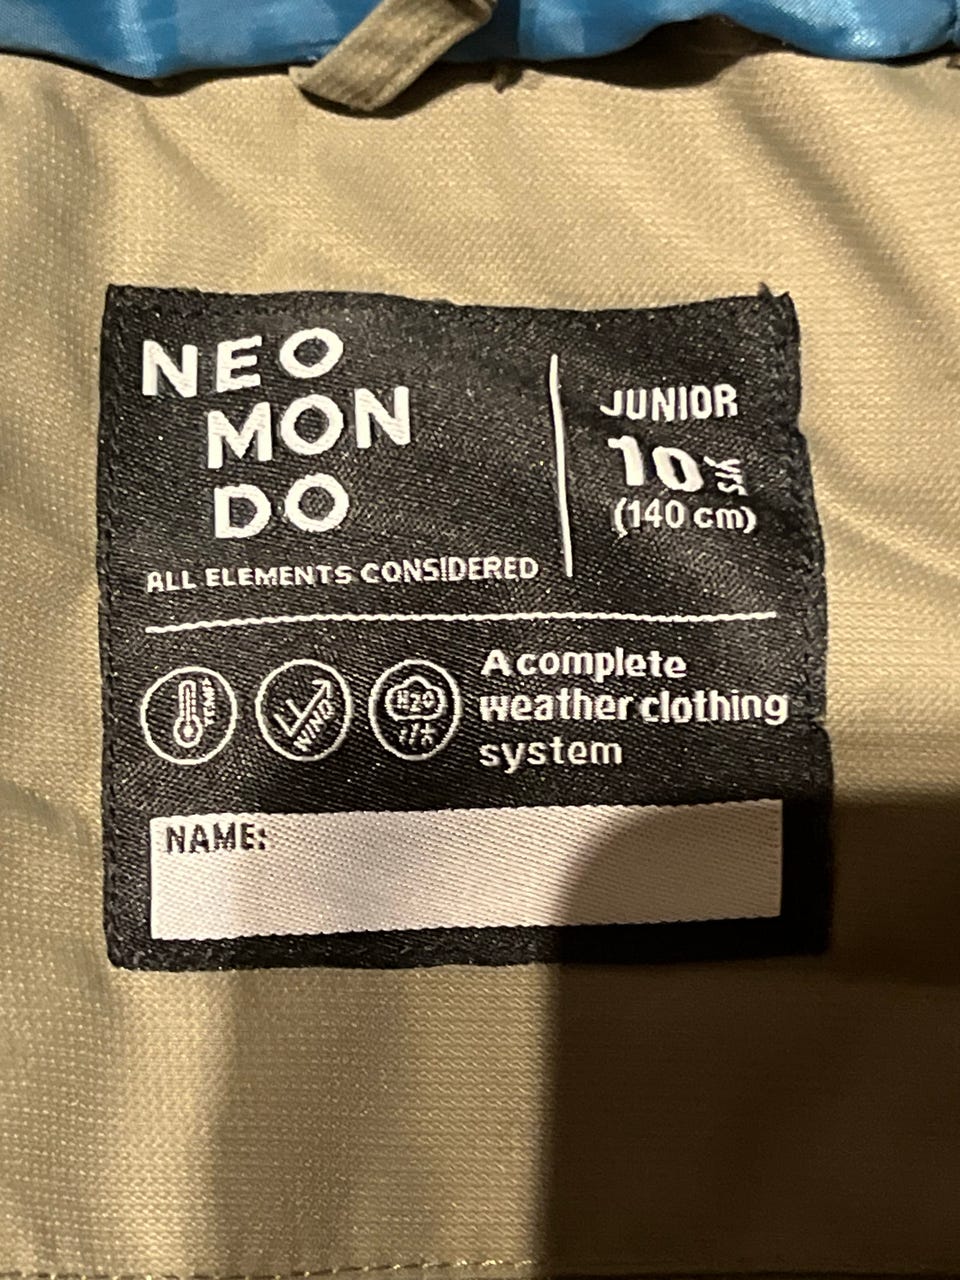 NEO
MON
DO
ALL ELEMENTS CONSIDERED
JUNIOR
10 YRS
(140 cm)
TEMP
WIND
H2O
A complete
weather clothing
system
NAME: